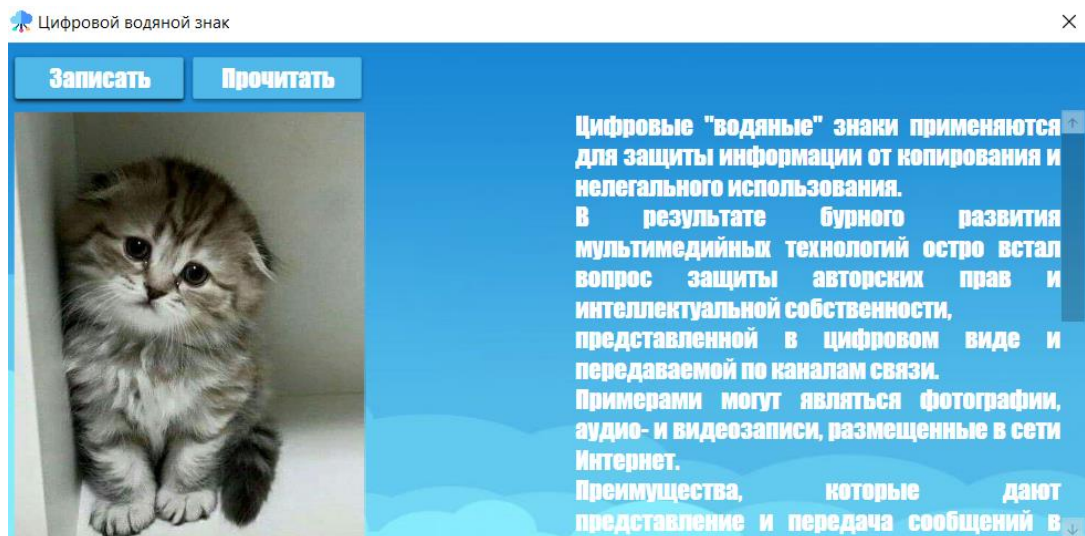 Цифровой водяной знак
Записать Прочитать
Цифровые "водяные" знаки применяются
для защиты информации от копирования и
нелегального использования.
В результате бурного развития
мультимедийных технологий остро встал
вопрос защиты авторских прав и
интеллектуальной собственности,
представленной в цифровом виде и
передаваемой по каналам связи.
Примерами могут являться фотографии,
аудио- и видеозаписи, размещенные в сети
Интернет.
Преимущества, которые дают
представление и передача сообщений в